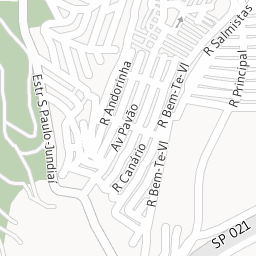 R Salmistas
R Principal
Estr S Paulo-Jundiaí
R Andorinha
Av Pavão
R Bem-Te-VI
R Canário
R Bem-Te-VI
SP 021